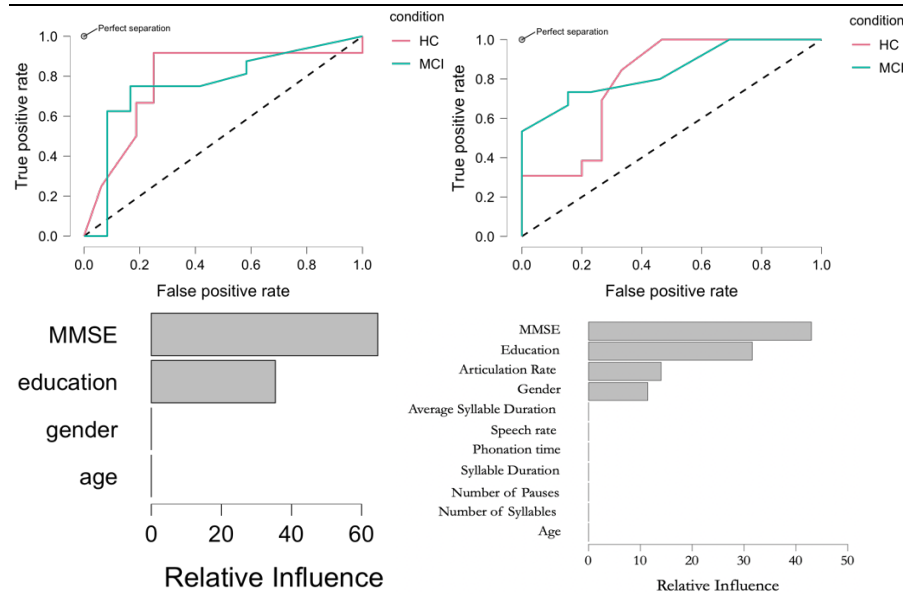 condition
HC
MCI
Perfect separation
1.0
0.8
0.6
0.4
0.2
0.0
True positive rate
0.0 0.2 0.4 0.6 0.8 1.0
False positive rate
condition
HC
MCI
Perfect separation
1.0
0.8
0.6
0.4
0.2
0.0
True positive rate
0.0 0.2 0.4 0.6 0.8 1.0
False positive rate
MMSE
education
gender
age
0 20 40 60
Relative Influence
MMSE
Education
Articulation Rate
Gender
Average Syllable Duration
Speech rate
Phonation time
Syllable Duration
Number of Pauses
Number of Syllables
Age
0 10 20 30 40 50
Relative Influence